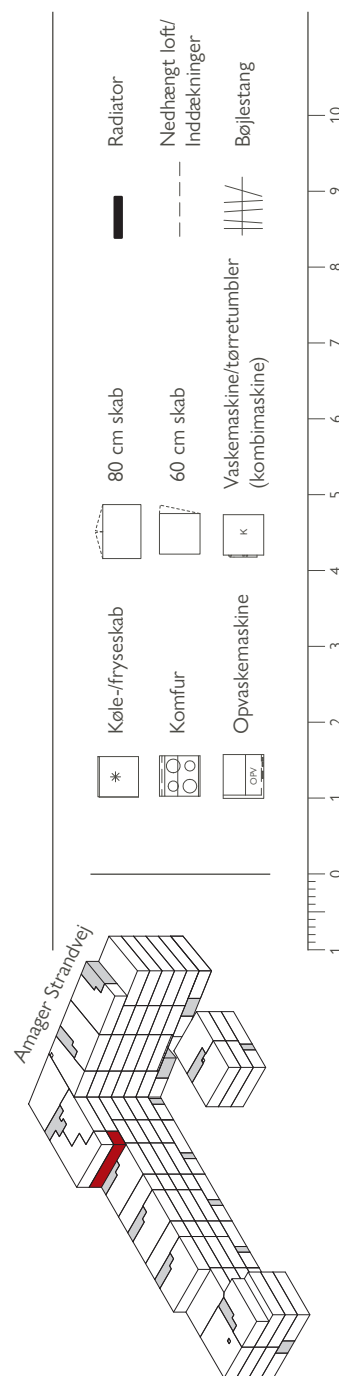 Amager Strandvej
Køle-/fryseskab
Komfur
Opvaskemaskine
OPV
80 cm skab
60 cm skab
Vaskemaskine/tørretumbler
(kombimaskine)
K
Radiator
Nedhængt loft/
Inddækninger
Bøjlestang
1 0 1 2 3 4 5 6 7 8 9 10